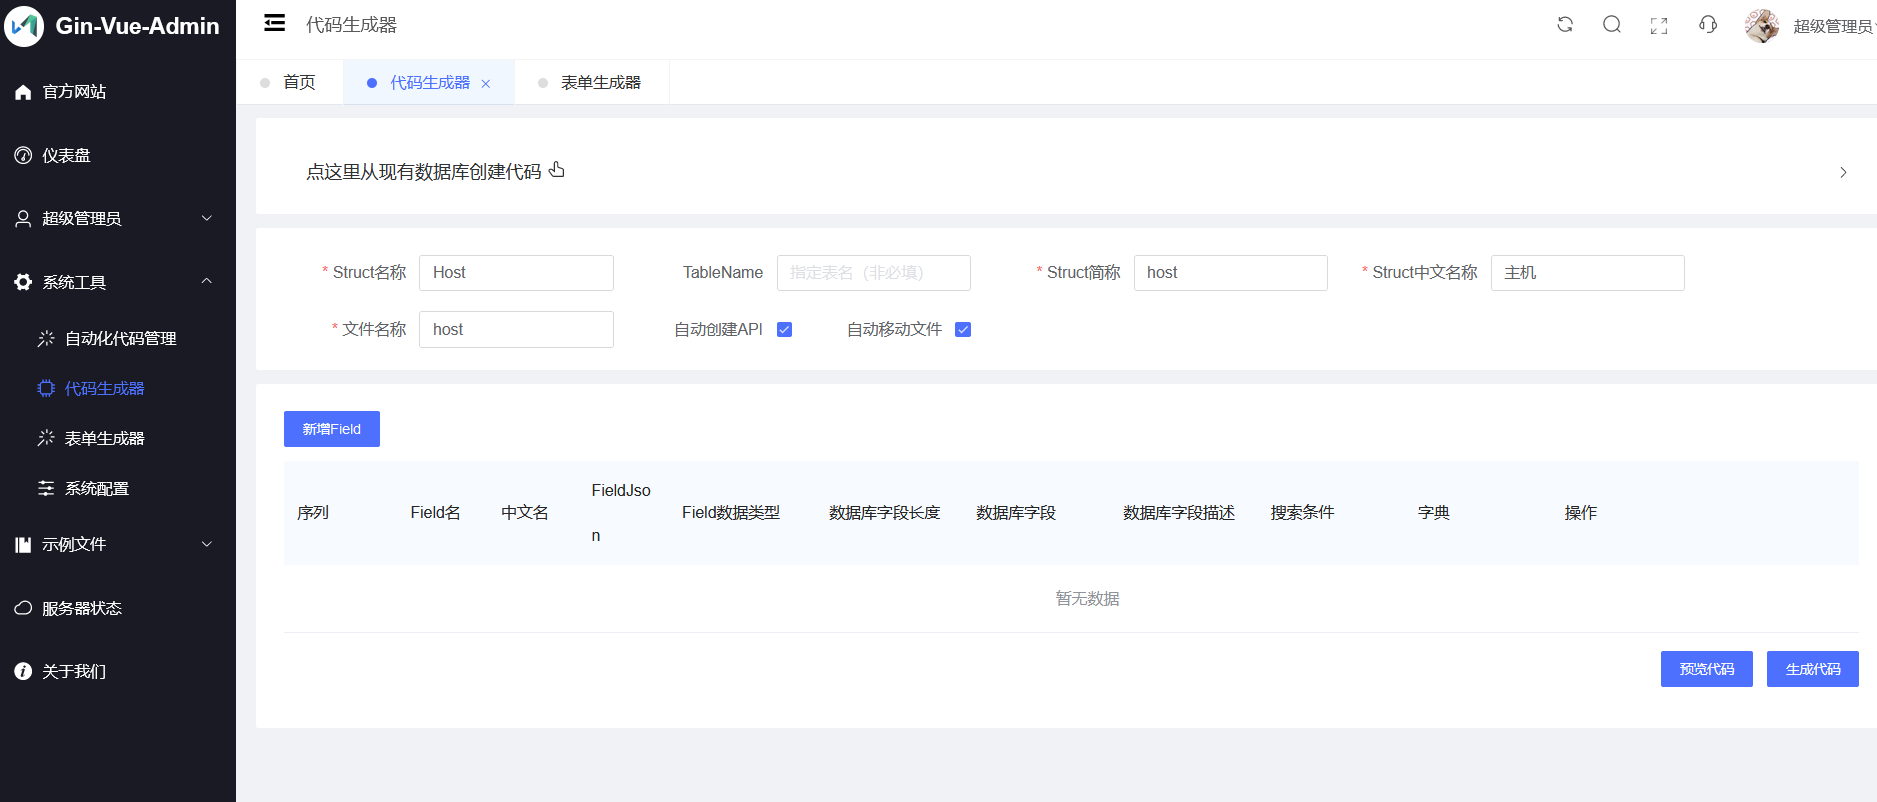 Gin-Vue-Admin
代码生成器
超级管理员
官方网站
仪表盘
超级管理员
系统工具
自动化代码管理
代码生成器
表单生成器
系统配置
示例文件
服务器状态
关于我们
首页
代码生成器
表单生成器
点这里从现有数据库创建代码
* Struct名称 Host TableName 指定表名（非必填） * Struct简称 host * Struct中文名称 主机
* 文件名称 host 自动创建API 自动移动文件
新增Field
序列 Field名 中文名 FieldJso
n Field数据类型 数据库字段长度 数据库字段 数据库字段描述 搜索条件 字典 操作
暂无数据
预览代码 生成代码